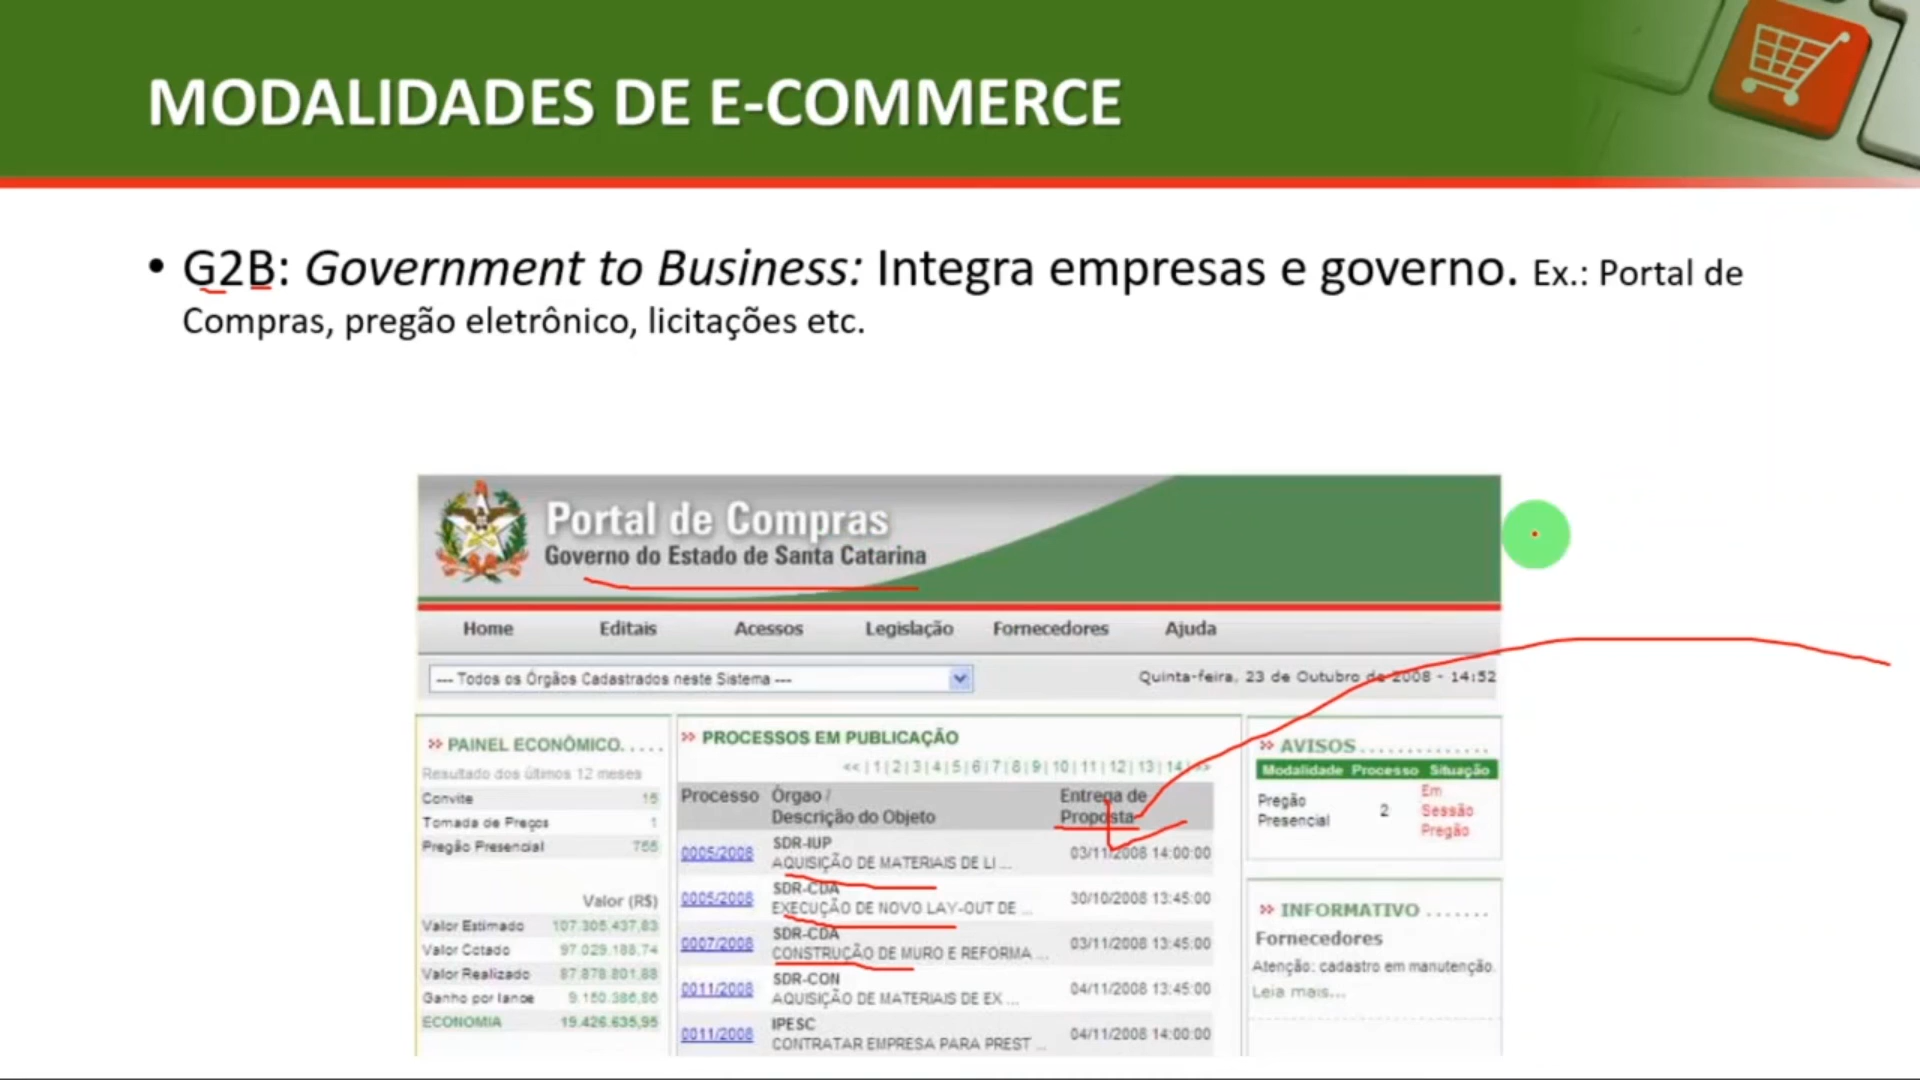 MODALIDADES DE E-COMMERCE
• G2B: Government to Business: Integra empresas e governo. Ex.: Portal de
Compras, pregão eletrônico, licitações etc.
Portal de Compras
Governo do Estado de Santa Catarina
Home Editais Acessos Legislação Fornecedores Ajuda
--- Todos os Órgãos Cadastrados neste Sistema ---
Quinta-feira, 23 de Outubro de 2008 - 14:52
>> PAINEL ECONÔMICO.....
Resultado dos últimos 12 meses
Convite 15
Tomada de Preços 1
Pregão Presencial 755
Valor (R$)
Valor Estimado 107.305.437,83
Valor Cotado 97.029.188,74
Valor Realizado 87.878.801,88
Ganho por lance 9.150.386,86
ECONOMIA 19.426.635,95
>> PROCESSOS EM PUBLICAÇÃO
<< | 1 | 2 | 3 | 4 | 5 | 6 | 7 | 8 | 9 | 10 | 11 | 12 | 13 | 14 | >>
Processo Órgao / Entrega de
Descrição do Objeto Proposta
SDR-IUP
0005/2008 AQUISIÇÃO DE MATERIAIS DE LI ... 03/11/2008 14:00:00
SDR-CDA
0005/2008 EXECUÇÃO DE NOVO LAY-OUT DE ... 30/10/2008 13:45:00
SDR-CDA
0007/2008 CONSTRUÇÃO DE MURO E REFORMA ... 03/11/2008 13:45:00
SDR-CON
0011/2008 AQUISIÇÃO DE MATERIAIS DE EX ... 04/11/2008 13:45:00
IPESC
0011/2008 CONTRATAR EMPRESA PARA PREST ... 04/11/2008 14:00:00
>> AVISOS..............
Modalidade Processo Situação
Pregão Presencial 2 Em Sessão Pregão
>> INFORMATIVO.......
Fornecedores
Atenção: cadastro em manutenção.
Leia mais...